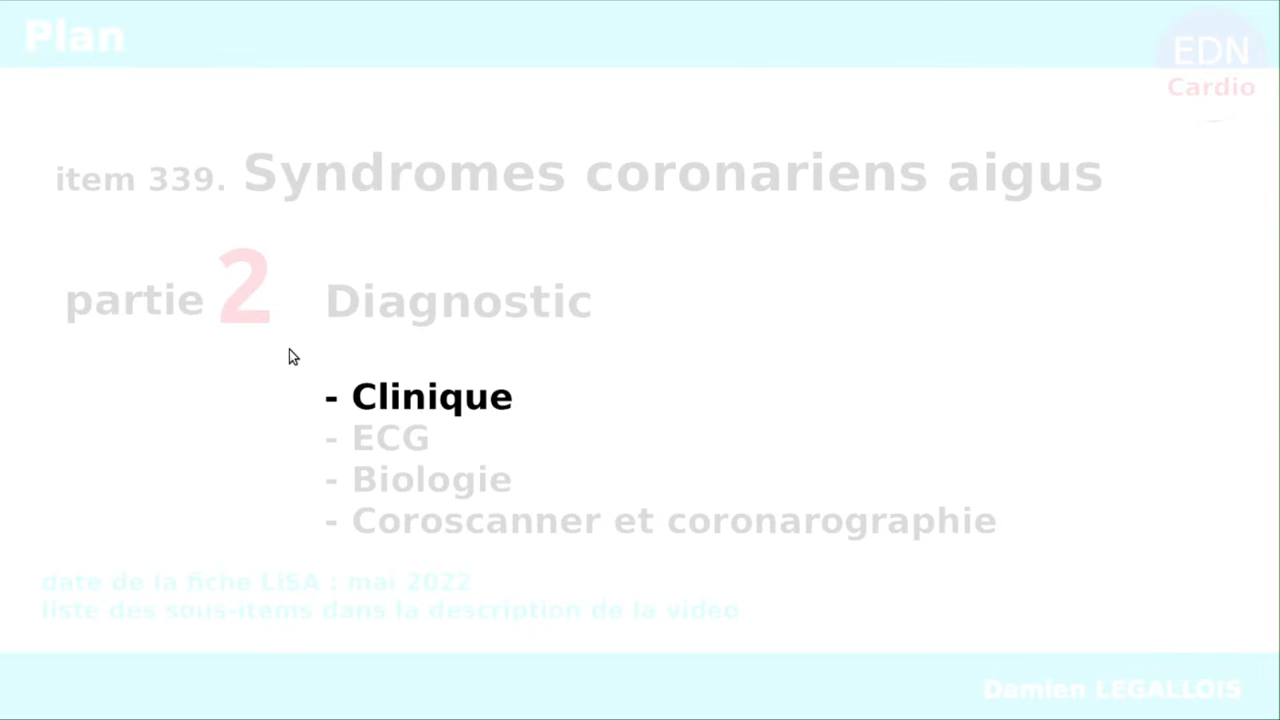 Plan
EDN
Cardio
item 339. Syndromes coronariens aigus
partie 2 Diagnostic
- Clinique
- ECG
- Biologie
- Coroscanner et coronarographie
date de la fiche LiSA : mai 2022
liste des sous-items dans la description de la vidéo
Damien LEGALLOIS